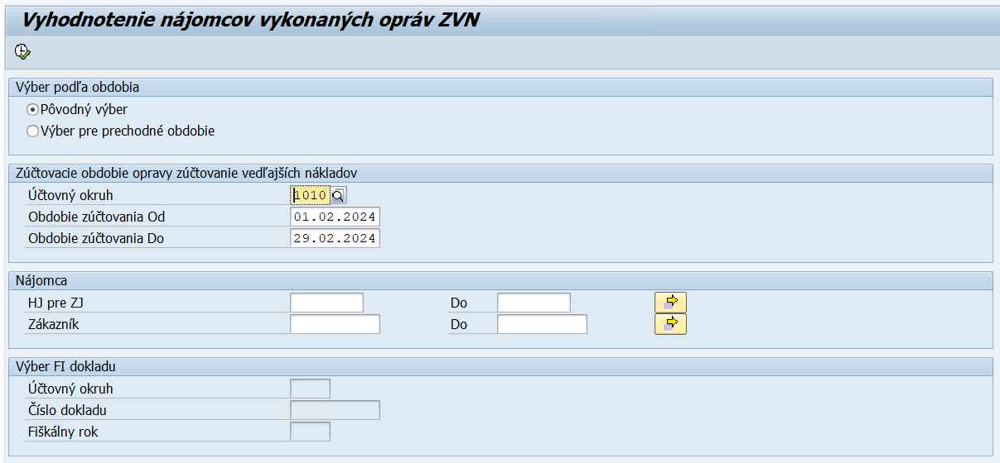 Vyhodnotenie nájomcov vykonaných opráv ZVN
Výber podľa obdobia
Pôvodný výber
Výber pre prechodné obdobie
Zúčtovacie obdobie opravy zúčtovanie vedľajších nákladov
Účtovný okruh 1010
Obdobie zúčtovania Od 01.02.2024
Obdobie zúčtovania Do 29.02.2024
Nájomca
HJ pre ZJ Do
Zákazník Do
Výber FI dokladu
Účtovný okruh
Číslo dokladu
Fiškálny rok